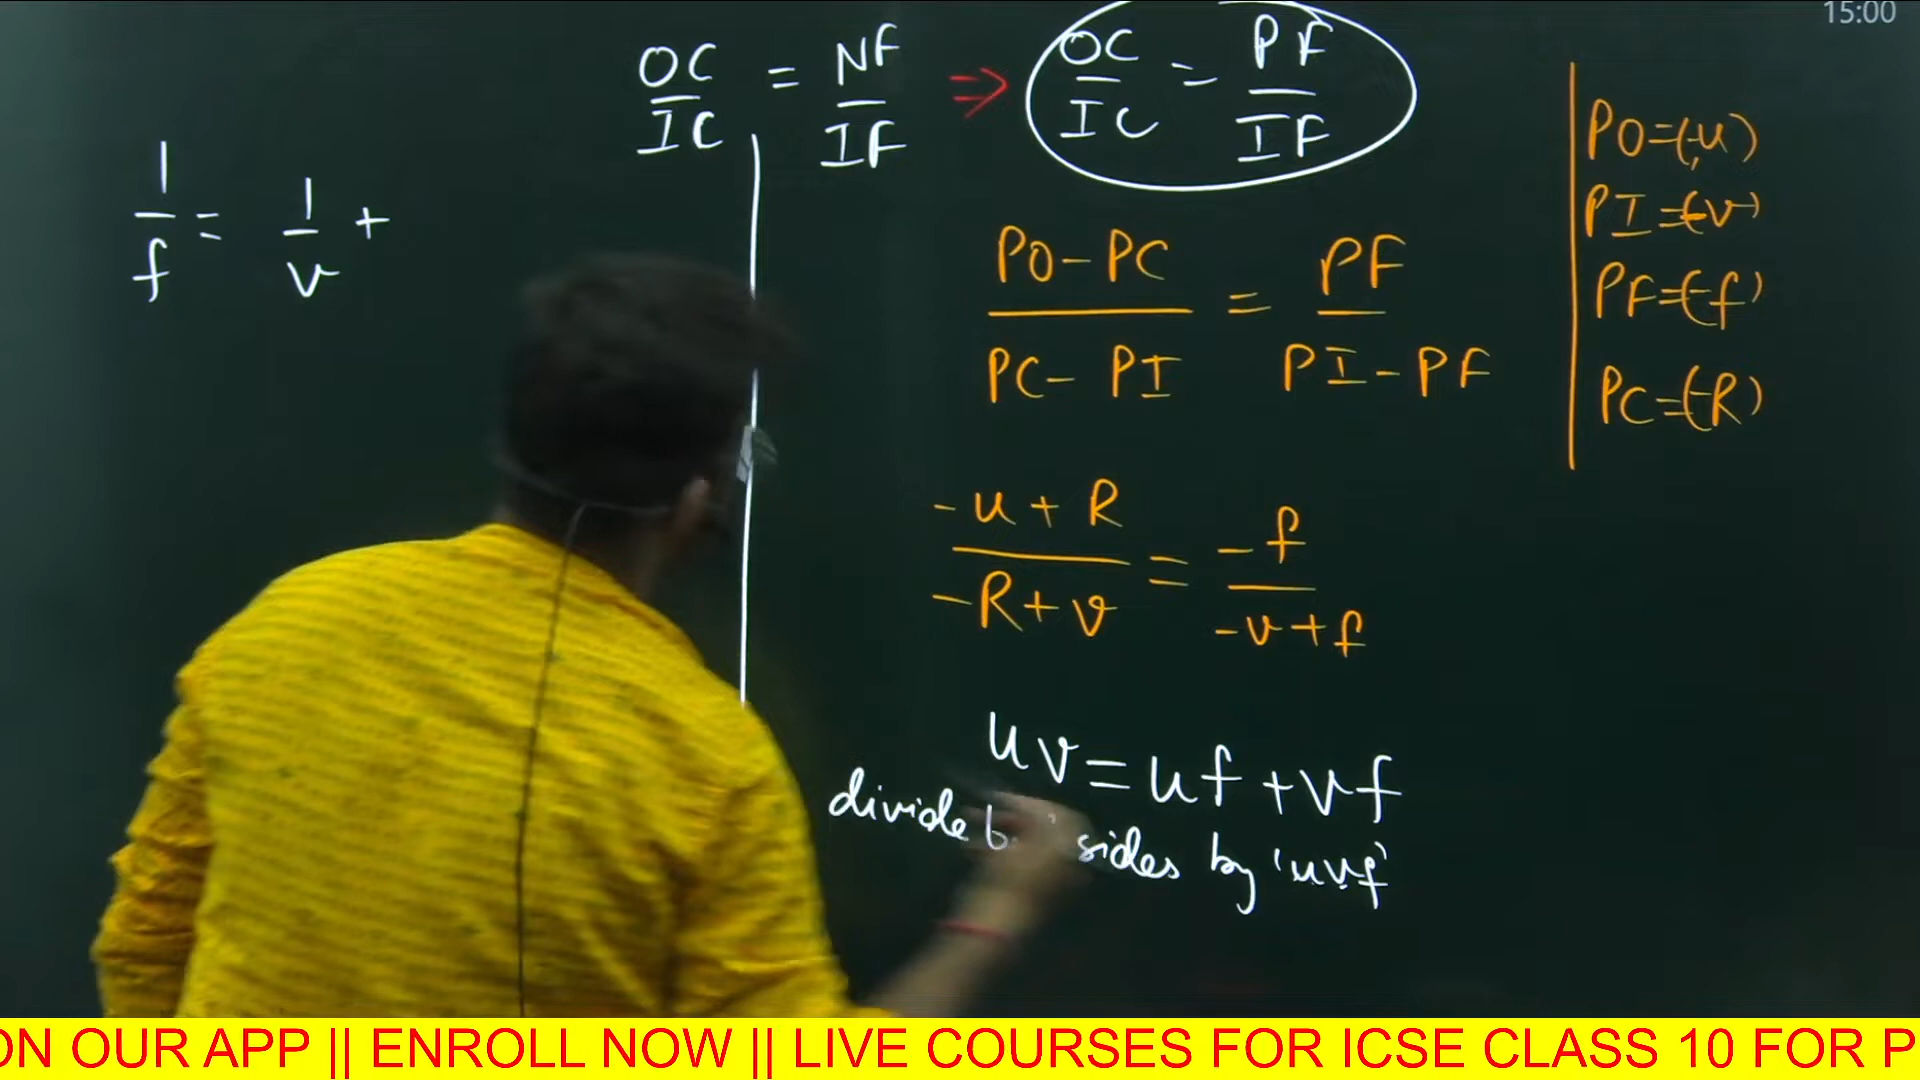 15:00
OC/IC = NF/IF ⇒ OC/IC = PF/IF
1/f = 1/v +
PO-PC/PC-PI = PF/PI-PF
-u+R/-R+v = -f/-v+f
uv = uf + vf
divide sides by 'uvf'
PO=(-u)
PI=(-v)
PF=(-f)
PC=(-R)
ON OUR APP || ENROLL NOW || LIVE COURSES FOR ICSE CLASS 10 FOR P